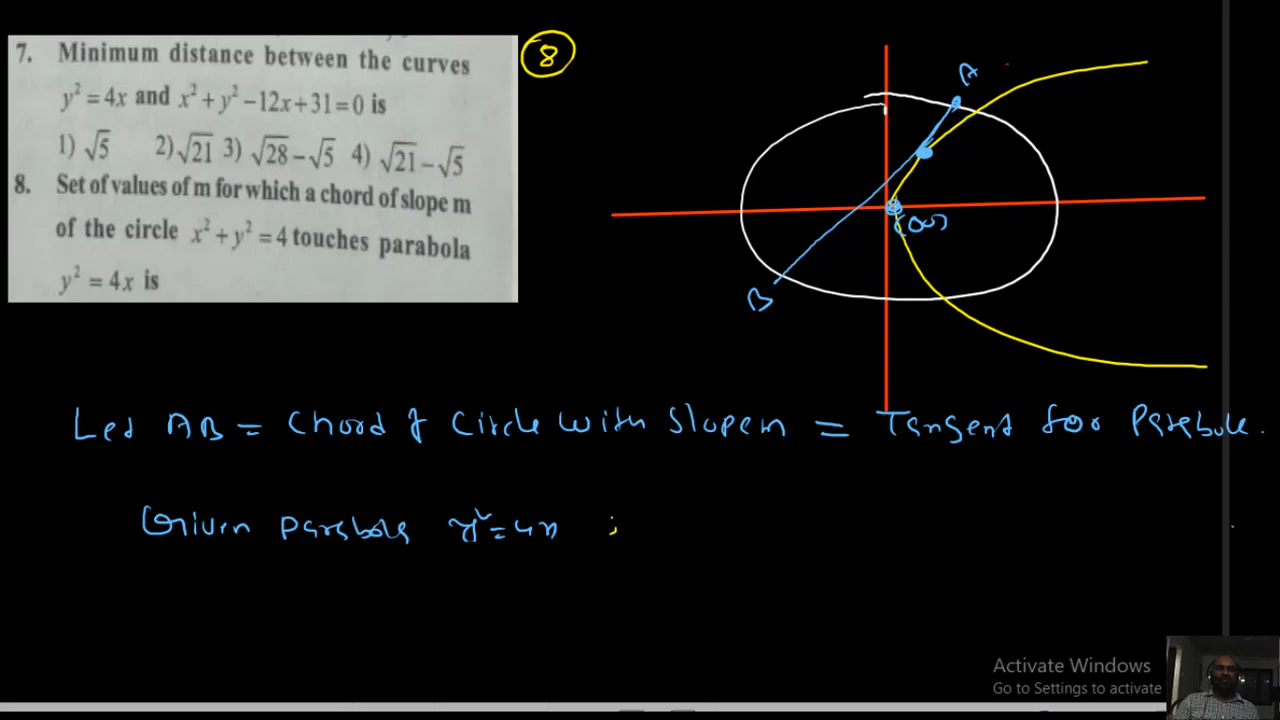 7. Minimum distance between the curves
y² = 4x and x² + y² − 12x + 31 = 0 is
1) √5 2) √21 3) √28 − √5 4) √21 − √5
8. Set of values of m for which a chord of slope m
of the circle x² + y² = 4 touches parabola
y² = 4x is
8
A
(0,0)
B
Let AB = Chord of Circle with slope m = Tangent for Parabola.
Given parabola y² = 4x ;
Activate Windows
Go to Settings to activate